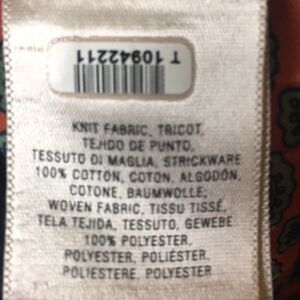 T 10942211
KNIT FABRIC, TRICOT,
TEJIDO DE PUNTO,
TESSUTO DI MAGLIA, STRICKWARE
100% COTTON, COTON, ALGODÓN,
COTONE, BAUMWOLLE;
WOVEN FABRIC, TISSU TISSÉ,
TELA TEJIDA, TESSUTO, GEWEBE
100% POLYESTER,
POLYESTER, POLIÉSTER,
POLIESTERE, POLYESTER